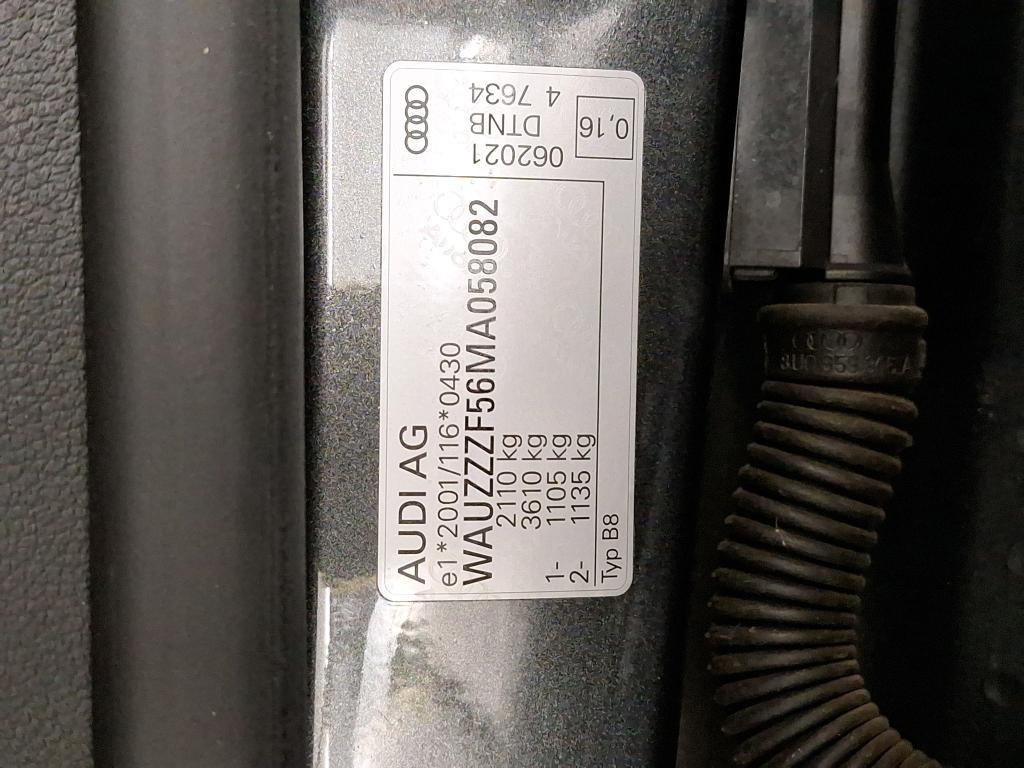 AUDI AG
e1*2001/116*0430
WAUZZZF56MA058082
2110 kg
3610 kg
1- 1105 kg
2- 1135 kg
Typ B8
062021
DTNB
4 7634
0,16